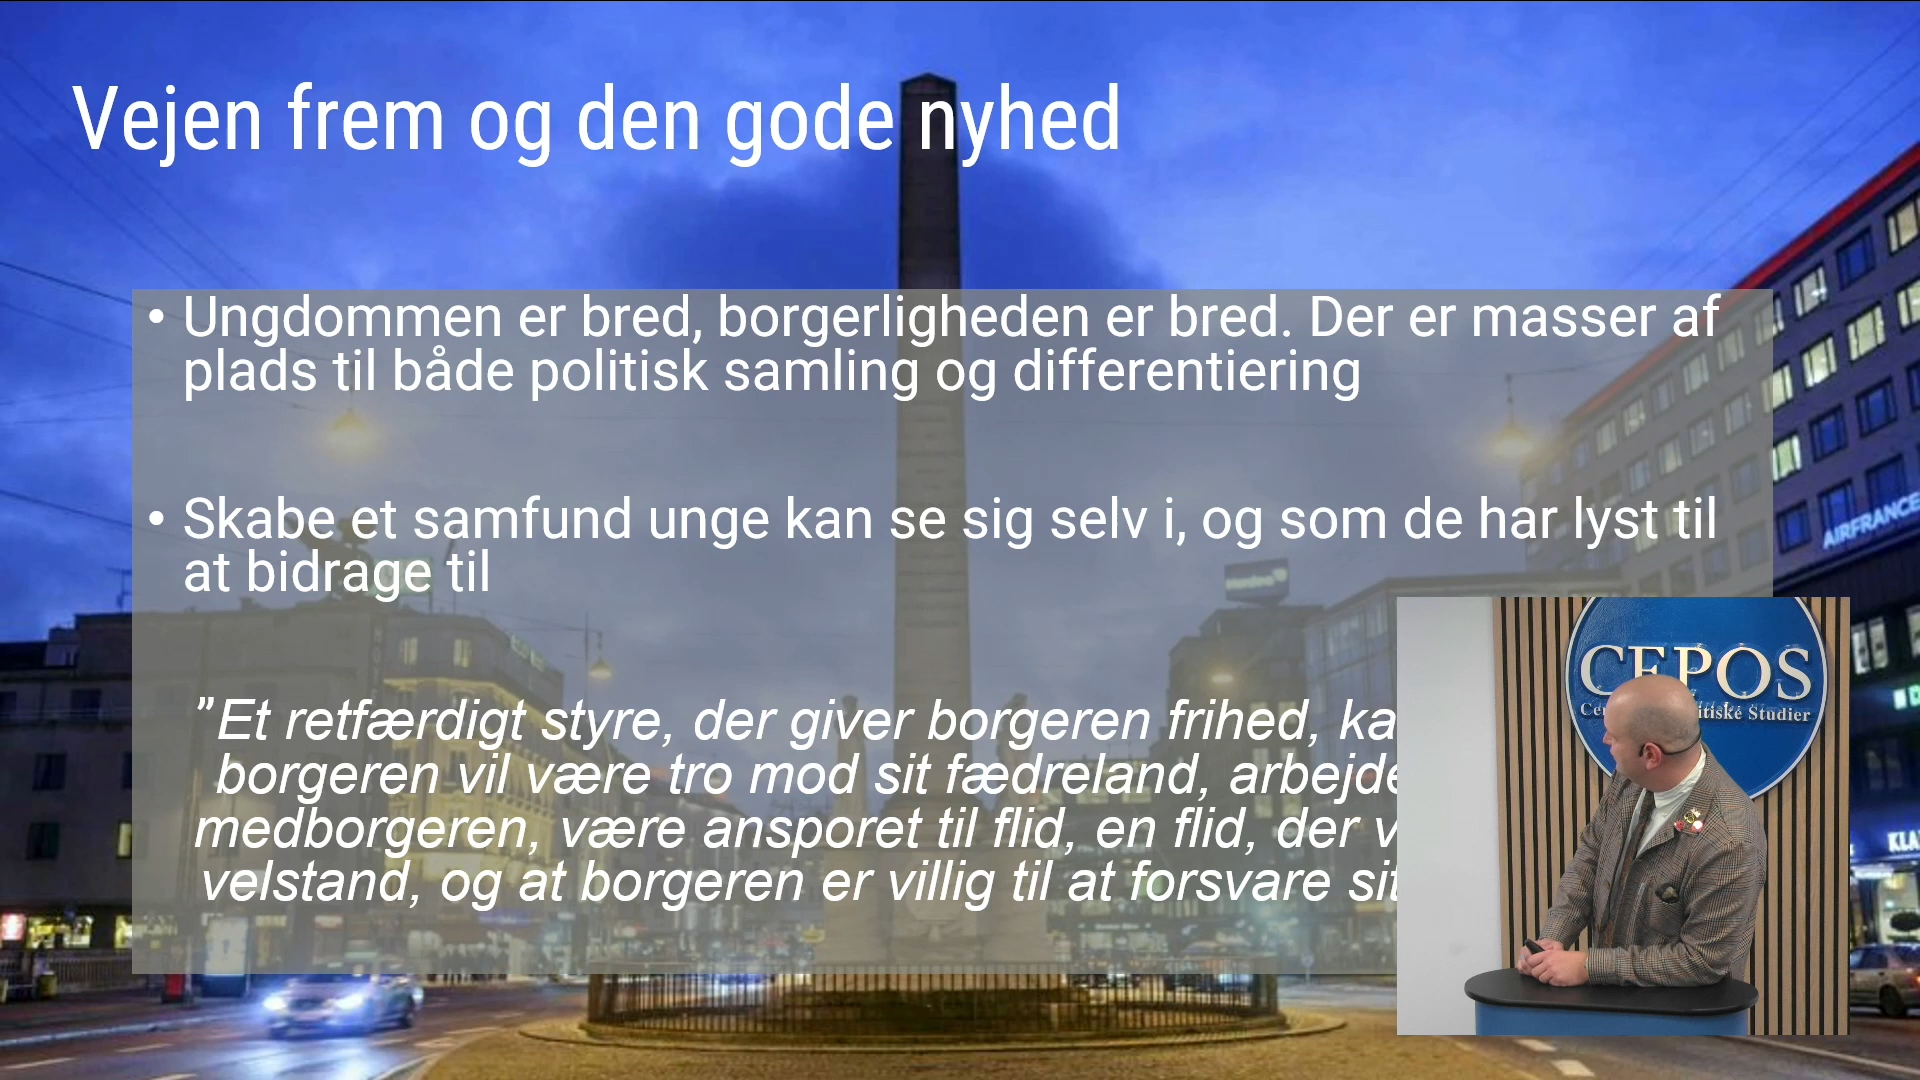 Vejen frem og den gode nyhed
• Ungdommen er bred, borgerligheden er bred. Der er masser af
plads til både politisk samling og differentiering
• Skabe et samfund unge kan se sig selv i, og som de har lyst til
at bidrage til
”Et retfærdigt styre, der giver borgeren frihed,
borgeren vil være tro mod sit fædreland,
medborgeren, være ansporet til flid, en flid, der
velstand, og at borgeren er villig til at forsvare
AIRFRANCE
CEPOS